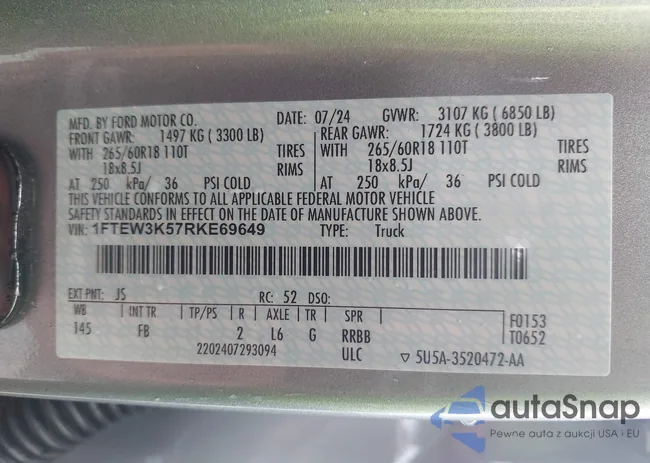 MFD. BY FORD MOTOR CO. DATE: 07/24 GVWR: 3107 KG ( 6850 LB)
FRONT GAWR: 1497 KG ( 3300 LB) REAR GAWR: 1724 KG ( 3800 LB)
WITH 265/60R18 110T TIRES WITH 265/60R18 110T TIRES
18x8.5J RIMS 18x8.5J RIMS
AT 250 kPa/ 36 PSI COLD AT 250 kPa/ 36 PSI COLD
THIS VEHICLE CONFORMS TO ALL APPLICABLE FEDERAL MOTOR VEHICLE
SAFETY STANDARDS IN EFFECT ON THE DATE OF MANUFACTURE SHOWN ABOVE.
VIN: 1FTEW3K57RKE69649 TYPE: Truck
EXT PNT: JS RC: 52 DSO:
WB INT TR TP/PS R AXLE TR SPR F0153
145 FB 2 L6 G RRBB T0652
2202407293094 ULC ▽ 5U5A-3520472-AA
autaSnap
Pewne auta z aukcji USA i EU